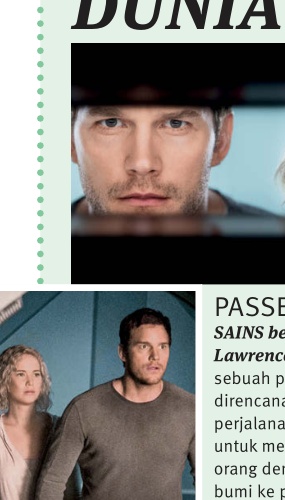 DUNIA
PASSE
SAINS be
Lawrence
sebuah p
direncana
perjalana
untuk me
orang den
bumi ke p